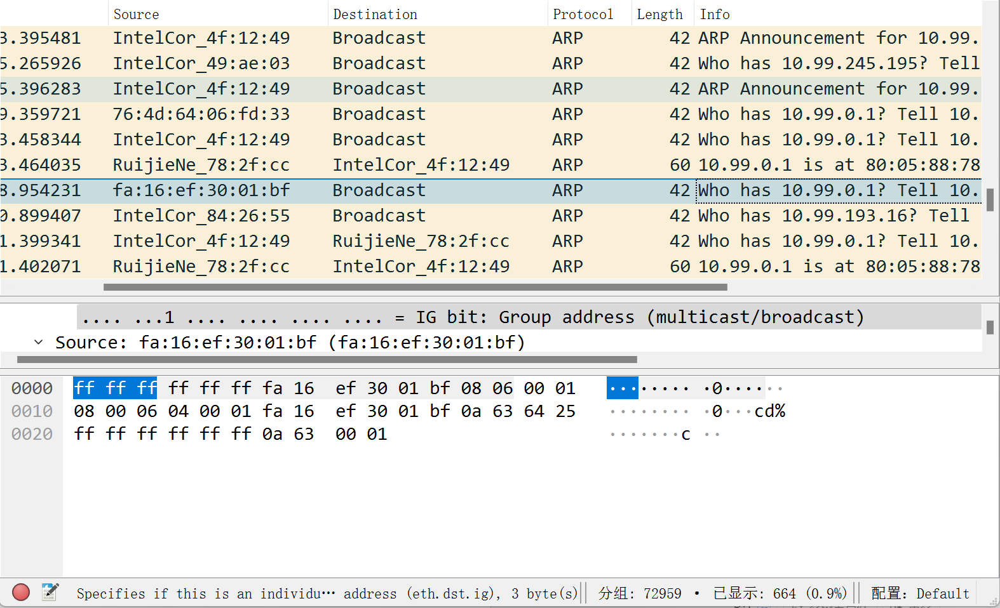 Source Destination Protocol Length Info
3.395481 IntelCor_4f:12:49 Broadcast ARP 42 ARP Announcement for 10.99.
5.265926 IntelCor_49:ae:03 Broadcast ARP 42 Who has 10.99.245.195? Tell
5.396283 IntelCor_4f:12:49 Broadcast ARP 42 ARP Announcement for 10.99.
9.359721 76:4d:64:06:fd:33 Broadcast ARP 42 Who has 10.99.0.1? Tell 10.
3.458344 IntelCor_4f:12:49 Broadcast ARP 42 Who has 10.99.0.1? Tell 10.
3.464035 RuijieNe_78:2f:cc IntelCor_4f:12:49 ARP 60 10.99.0.1 is at 80:05:88:78
8.954231 fa:16:ef:30:01:bf Broadcast ARP 42 Who has 10.99.0.1? Tell 10.
0.899407 IntelCor_84:26:55 Broadcast ARP 42 Who has 10.99.193.16? Tell
1.399341 IntelCor_4f:12:49 RuijieNe_78:2f:cc ARP 42 Who has 10.99.0.1? Tell 10.
1.402071 RuijieNe_78:2f:cc IntelCor_4f:12:49 ARP 60 10.99.0.1 is at 80:05:88:78
.... ...1 .... .... .... .... = IG bit: Group address (multicast/broadcast)
Source: fa:16:ef:30:01:bf (fa:16:ef:30:01:bf)
0000 ff ff ff ff ff ff fa 16 ef 30 01 bf 08 06 00 01 ········ ·0······
0010 08 00 06 04 00 01 fa 16 ef 30 01 bf 0a 63 64 25 ········ ·0···cd%
0020 ff ff ff ff ff ff 0a 63 00 01 ·······c ··
Specifies if this is an individu… address (eth.dst.ig), 3 byte(s) 分组: 72959 · 已显示: 664 (0.9%) 配置: Default